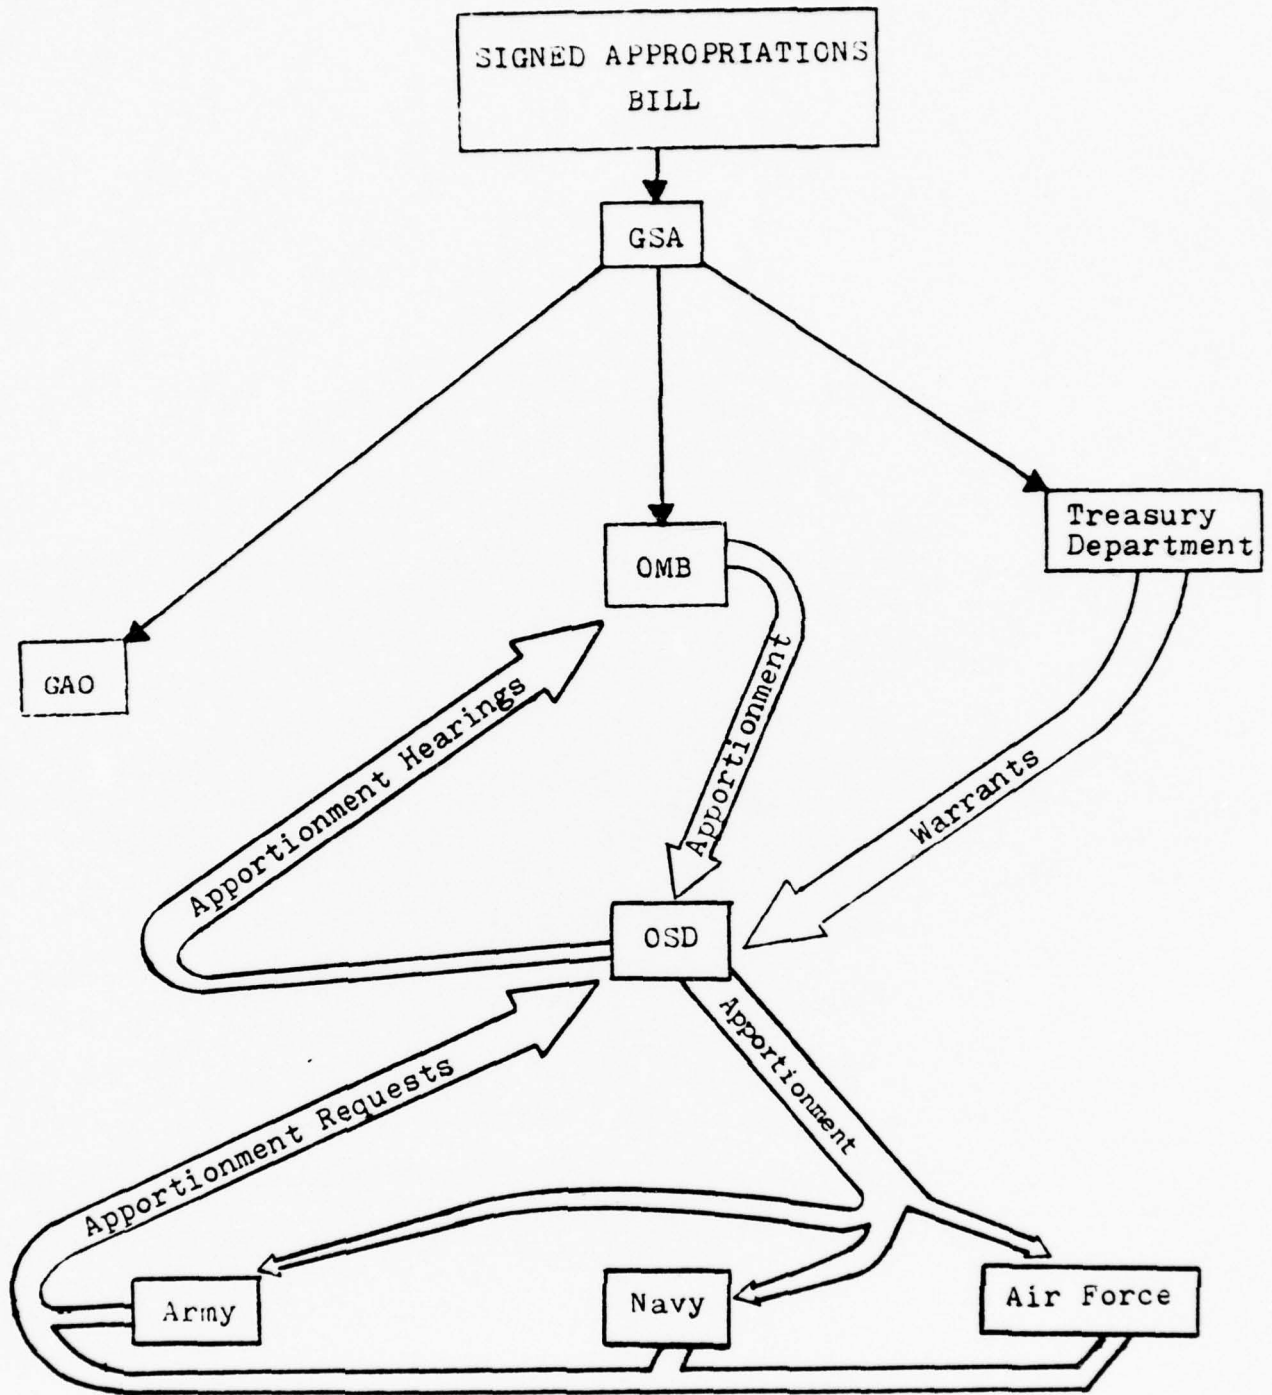 SIGNED APPROPRIATIONS
BILL
GSA
Treasury
Department
OMB
GAO
Apportionment Hearings
Apportionment
Warrants
OSD
Apportionment Requests
Apportionment
Army
Navy
Air Force